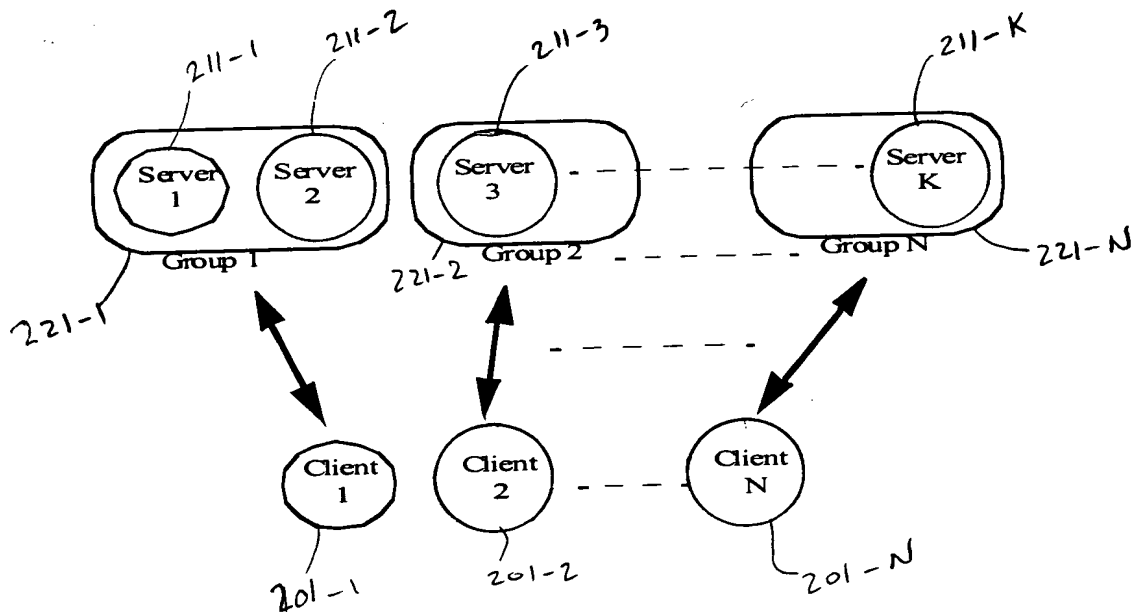 211-1
211-2
211-3
211-K
Server
1
Server
2
Server
3
Server
K
Group 1
Group 2
Group N
221-1
221-2
221-N
Client
1
Client
2
Client
N
201-1
201-2
201-N